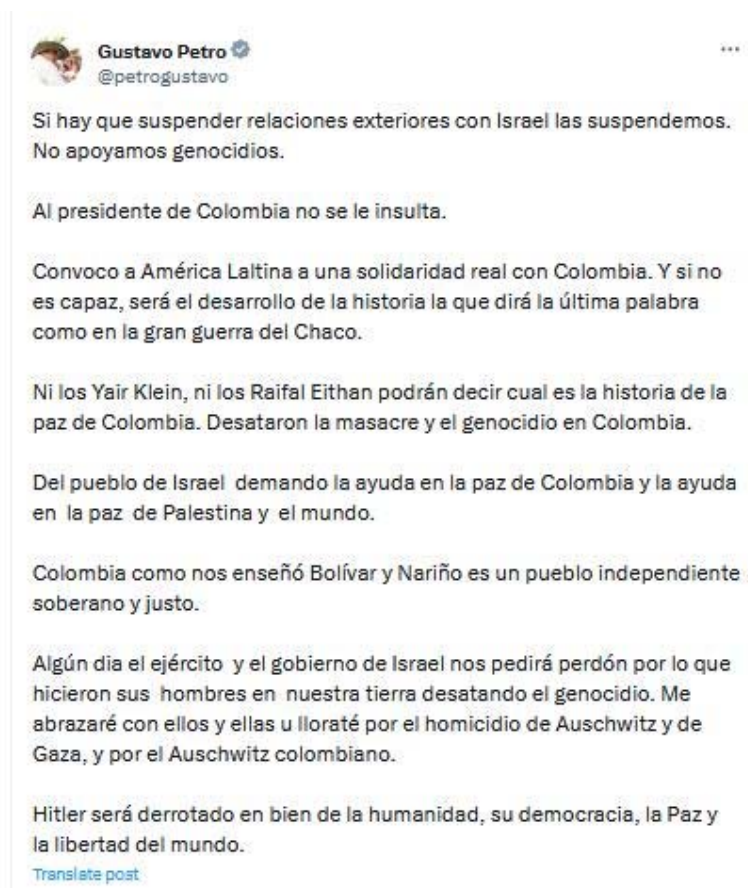 Gustavo Petro
@petrogustavo
Si hay que suspender relaciones exteriores con Israel las suspendemos.
No apoyamos genocidios.
Al presidente de Colombia no se le insulta.
Convoco a América Laltina a una solidaridad real con Colombia. Y si no
es capaz, será el desarrollo de la historia la que dirá la última palabra
como en la gran guerra del Chaco.
Ni los Yair Klein, ni los Raifal Eithan podrán decir cual es la historia de la
paz de Colombia. Desataron la masacre y el genocidio en Colombia.
Del pueblo de Israel  demando la ayuda en la paz de Colombia y la ayuda
en  la paz  de Palestina y  el mundo.
Colombia como nos enseñó Bolívar y Nariño es un pueblo independiente
soberano y justo.
Algún dia el ejército  y el gobierno de Israel nos pedirá perdón por lo que
hicieron sus  hombres en  nuestra tierra desatando el genocidio. Me
abrazaré con ellos y ellas u lloraté por el homicidio de Auschwitz y de
Gaza, y por el Auschwitz colombiano.
Hitler será derrotado en bien de la humanidad, su democracia, la Paz y
la libertad del mundo.
Translate post